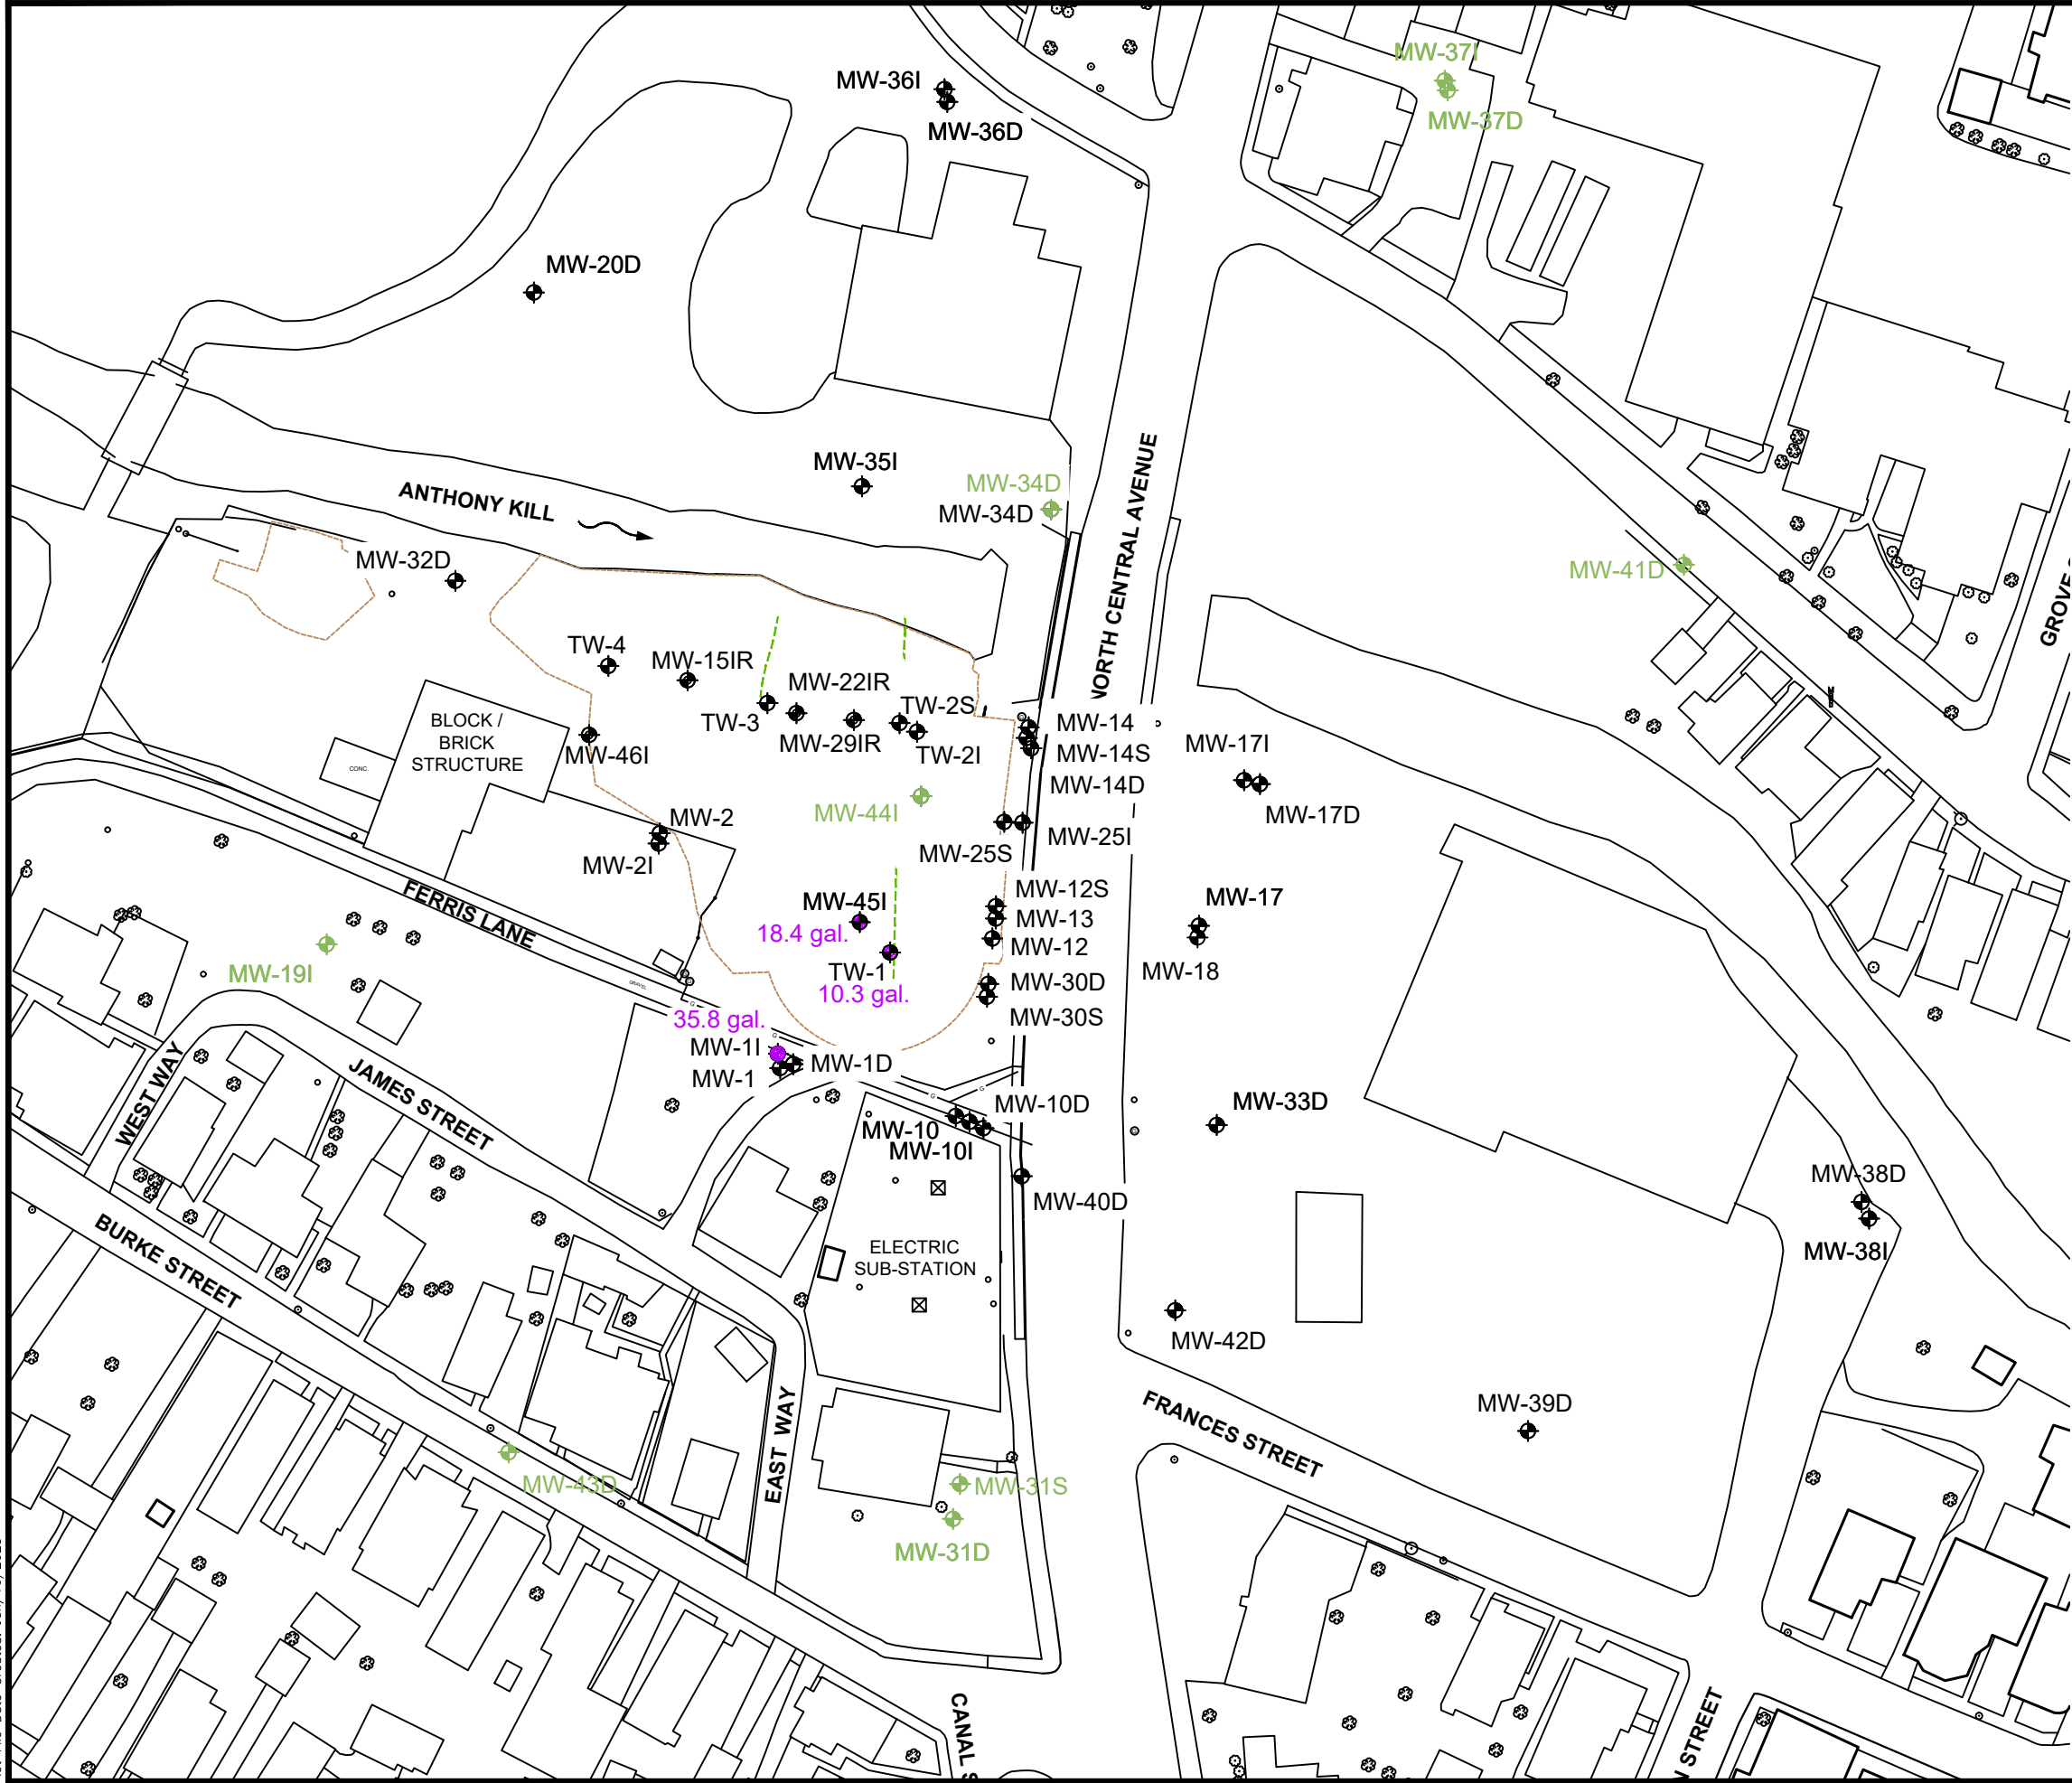 MW-37I
MW-36I
MW-37D
MW-36D
MW-20D
MW-35I
MW-34D
ANTHONY KILL
MW-34D
NORTH CENTRAL AVENUE
MW-32D
MW-41D
TW-4
MW-15IR
MW-22IR
TW-2S
TW-3
MW-29IR
BLOCK /
BRICK
STRUCTURE
MW-46I
TW-2I
MW-14
MW-14S
MW-17I
CONC.
MW-14D
MW-44I
MW-2
MW-17D
MW-25I
MW-25S
MW-2I
FERRIS LANE
MW-45I
MW-12S
MW-17
MW-13
18.4 gal.
MW-12
MW-19I
TW-1
MW-18
MW-30D
10.3 gal.
GRAVEL
G
35.8 gal.
MW-30S
G
MW-1I
MW-1D
MW-1
WEST WAY
JAMES STREET
G
G
MW-10D
MW-33D
MW-10
MW-10I
MW-38D
MW-40D
BURKE STREET
ELECTRIC
SUB-STATION
MW-38I
MW-42D
EAST WAY
FRANCES STREET
MW-39D
MW-43D
MW-31S
MW-31D
CANAL S
N STREET
GROVE S